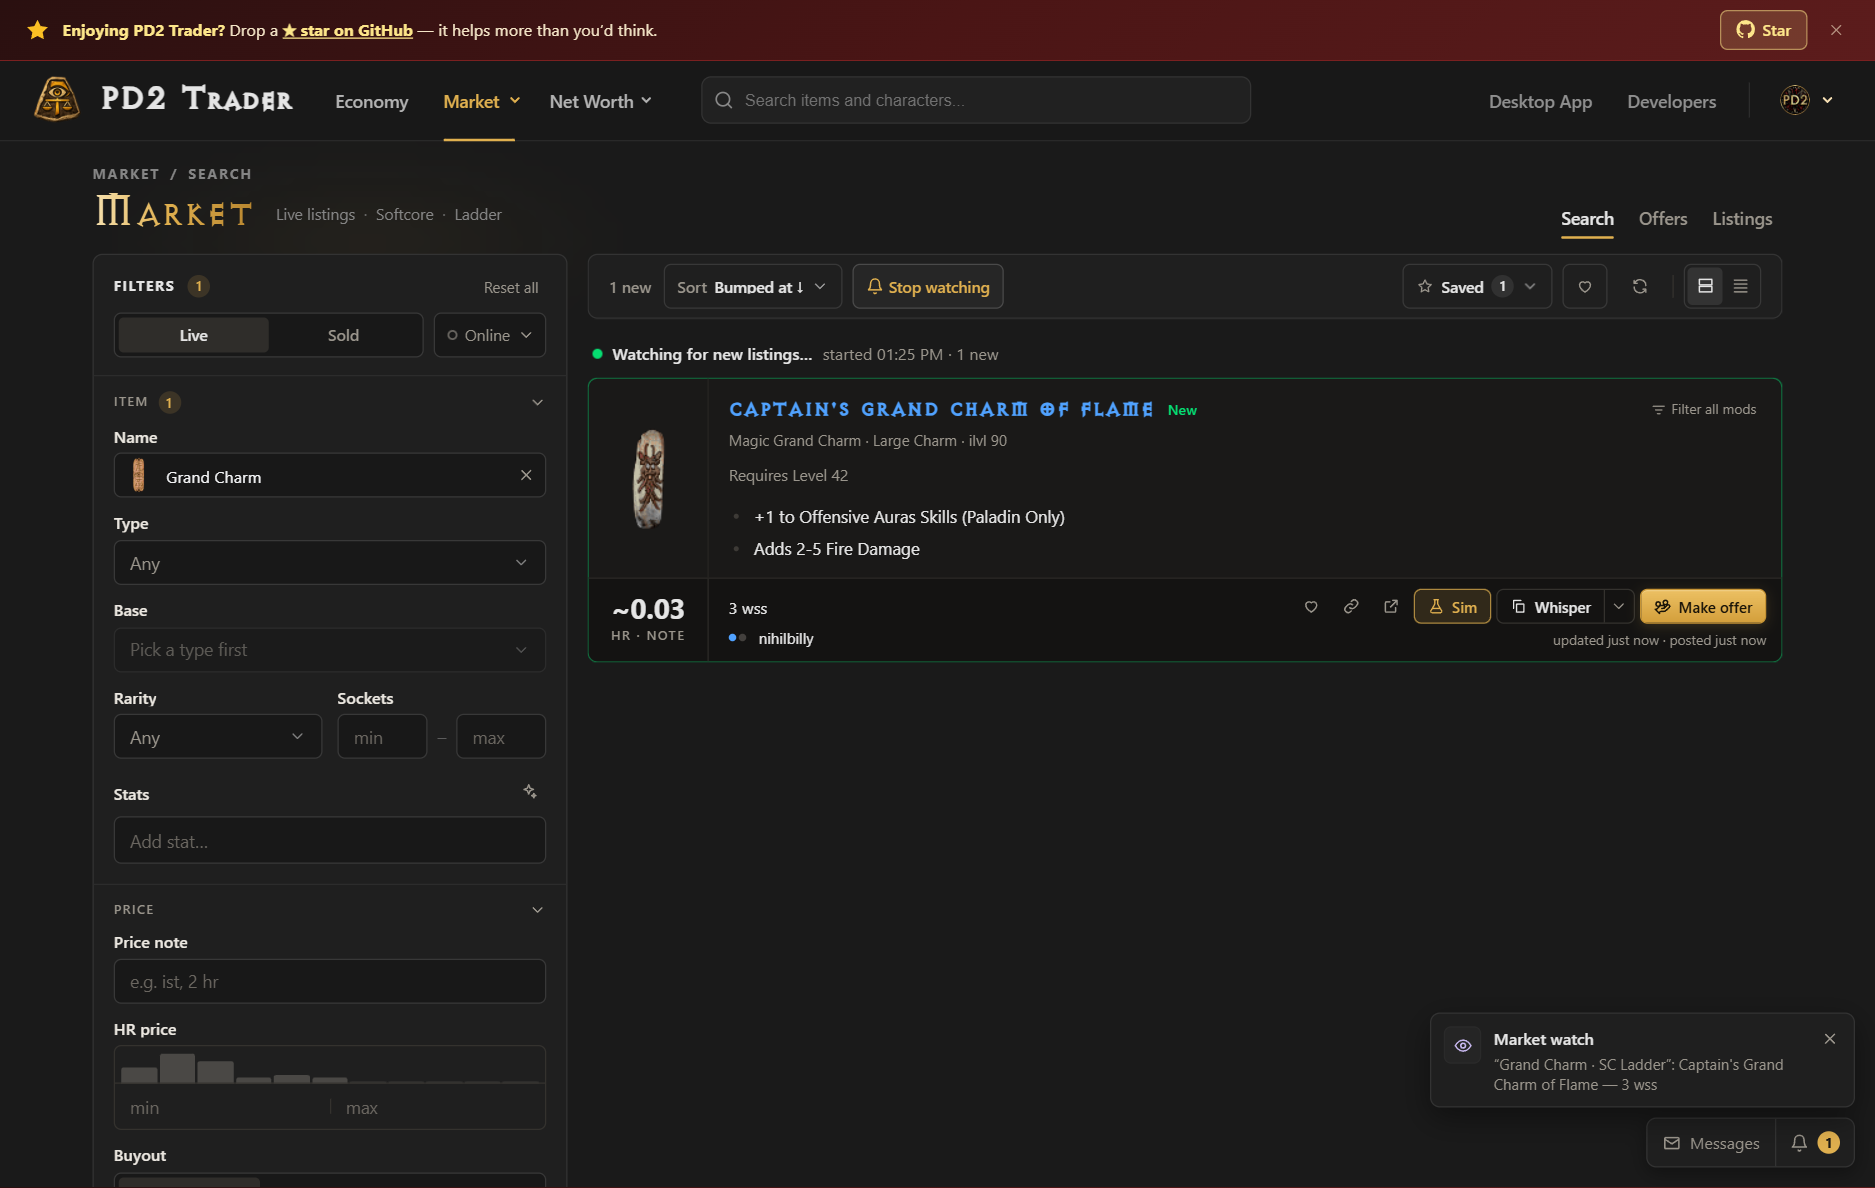 Enjoying PD2 Trader? Drop a ★ star on GitHub — it helps more than you'd think.
Star
PD2 Trader
Economy
Market
Net Worth
Search items and characters...
Desktop App
Developers
PD2
MARKET / SEARCH
Market
Live listings · Softcore · Ladder
Search
Offers
Listings
FILTERS 1
Reset all
Live
Sold
Online
ITEM 1
Name
Grand Charm
Type
Any
Base
Pick a type first
Rarity
Sockets
Any
min – max
Stats
Add stat...
PRICE
Price note
e.g. ist, 2 hr
HR price
min
max
Buyout
1 new
Sort Bumped at ↓
Stop watching
Saved 1
Watching for new listings... started 01:25 PM · 1 new
Captain's Grand Charm of Flame New
Filter all mods
Magic Grand Charm · Large Charm · ilvl 90
Requires Level 42
+1 to Offensive Auras Skills (Paladin Only)
Adds 2-5 Fire Damage
~0.03
HR · NOTE
3 wss
nihilbilly
Sim
Whisper
Make offer
updated just now · posted just now
Market watch
“Grand Charm · SC Ladder”: Captain's Grand
Charm of Flame — 3 wss
Messages
1